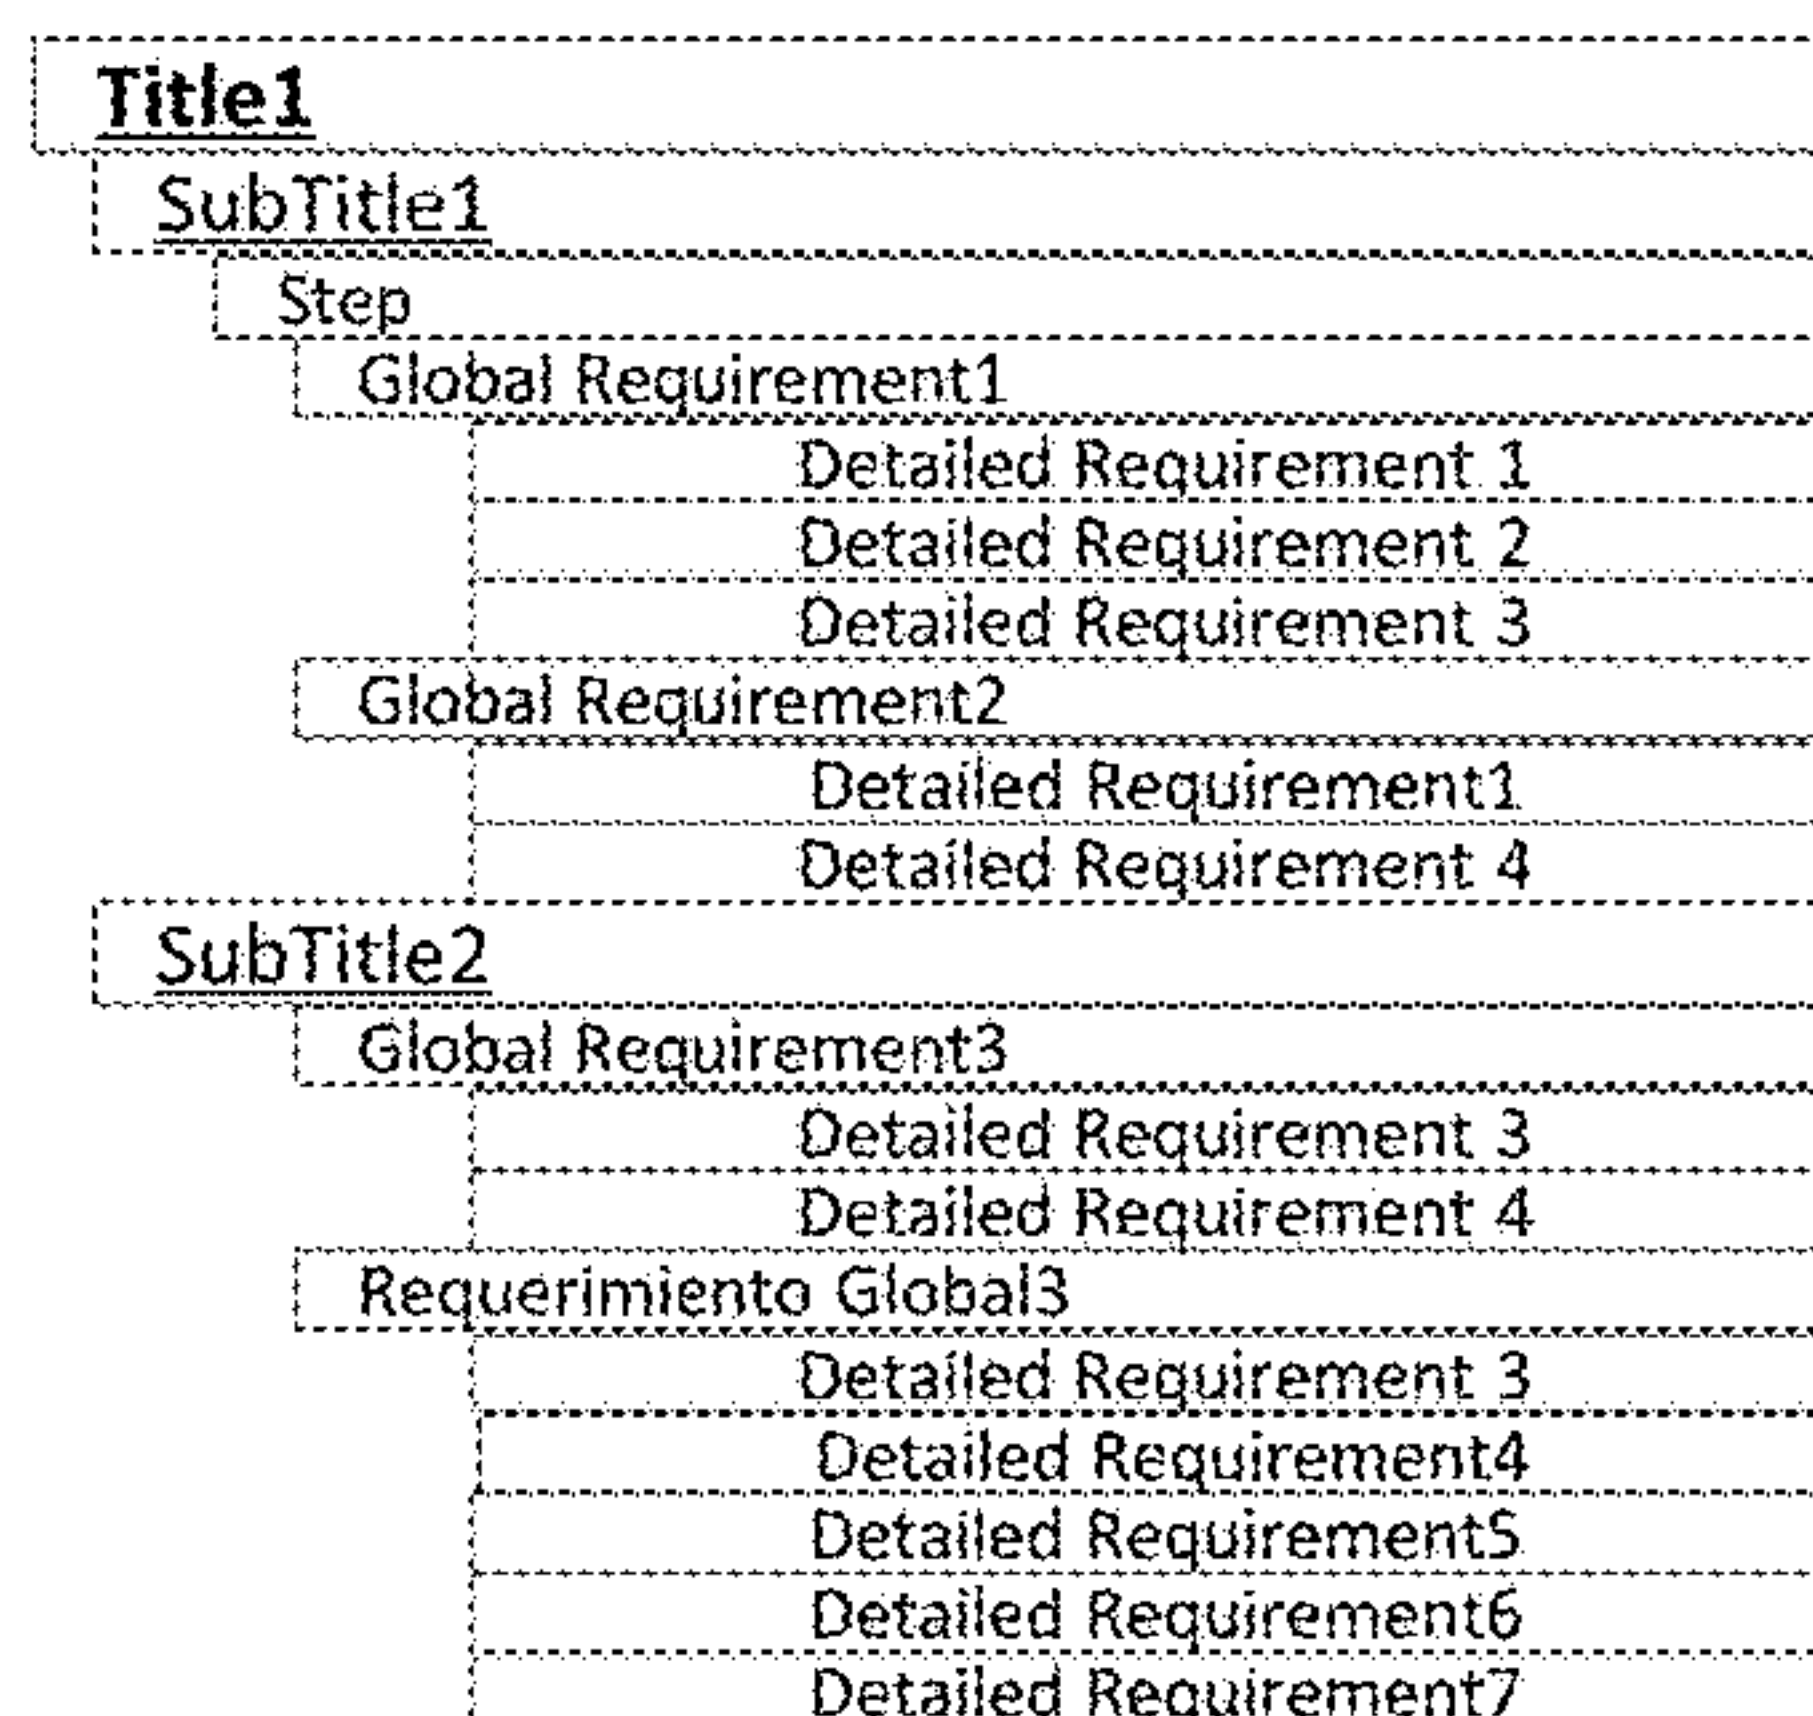 Title1
SubTitle1
Step
Global Requirement1
Detailed Requirement 1
Detailed Requirement 2
Detailed Requirement 3
Global Requirement2
Detailed Requirement1
Detailed Requirement 4
SubTitle2
Global Requirement3
Detailed Requirement 3
Detailed Requirement 4
Requerimiento Global3
Detailed Requirement 3
Detailed Requirement4
Detailed Requirement5
Detailed Requirement6
Detailed Requirement7